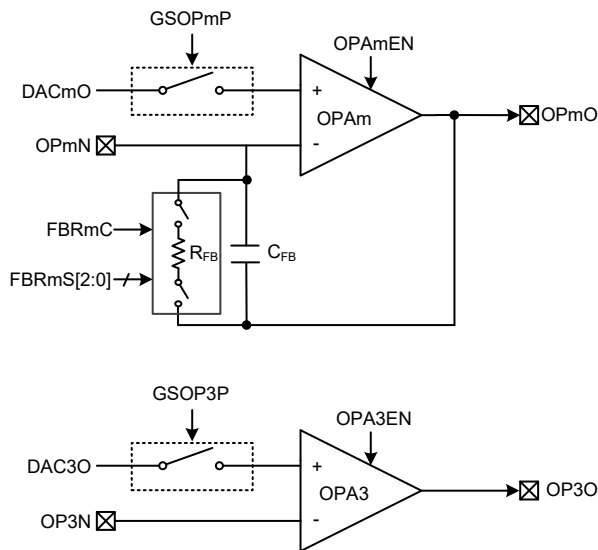 GSOPmP
OPAmEN
DACmO
+
OPAm
OPmO
OPmN
-
FBRmC
RFB
CFB
FBRmS[2:0]
GSOP3P
OPA3EN
DAC3O
+
OPA3
OP3O
OP3N
-